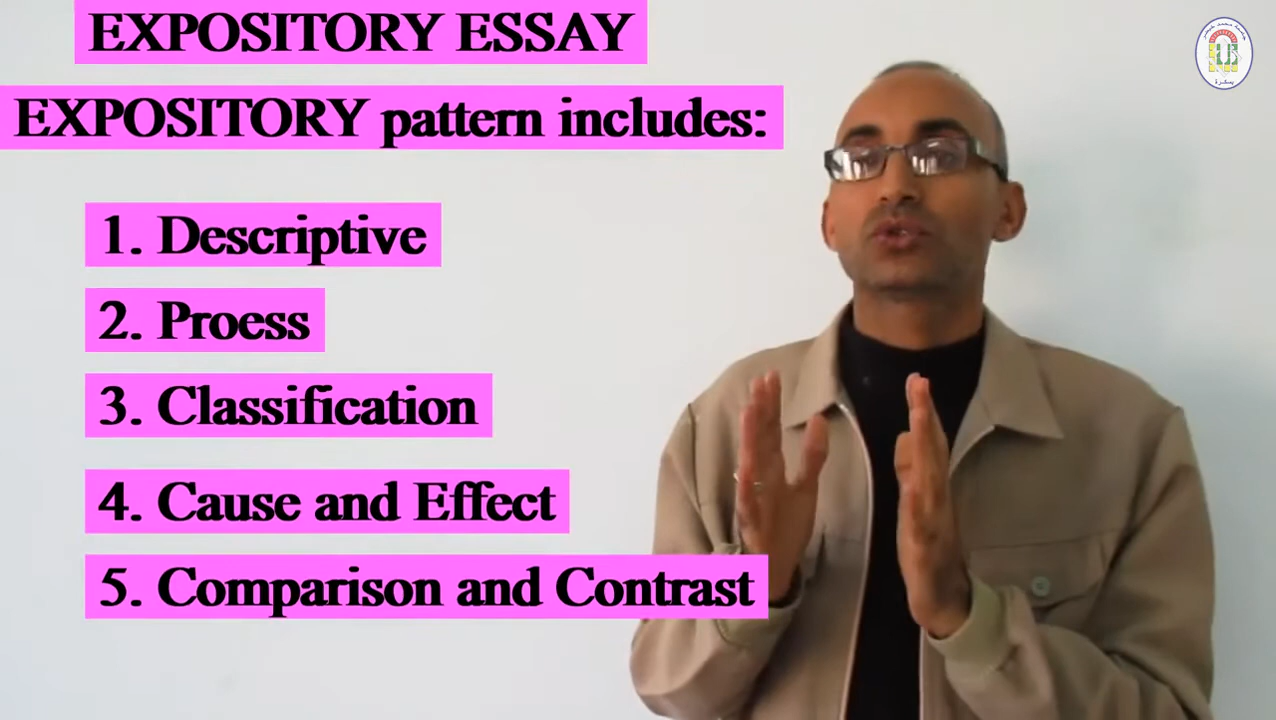 EXPOSITORY ESSAY
EXPOSITORY pattern includes:
1. Descriptive
2. Proess
3. Classification
4. Cause and Effect
5. Comparison and Contrast